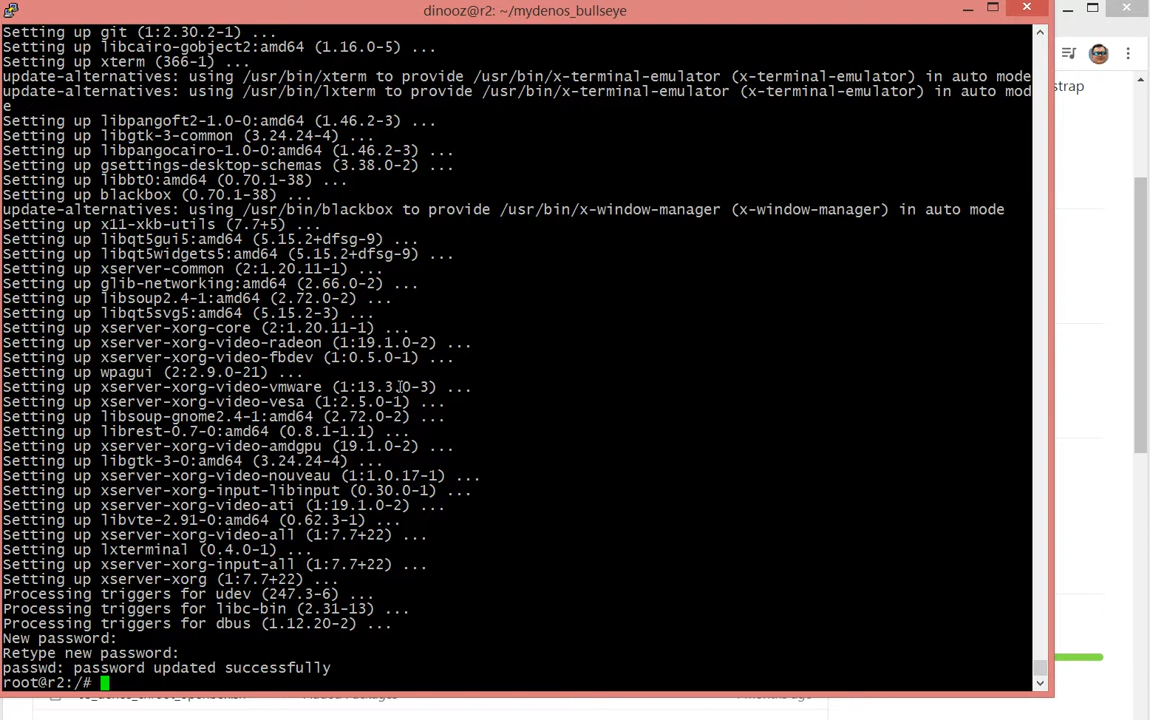 dinooz@r2: ~/mydenos_bullseye
Setting up git (1:2.30.2-1) ...
Setting up libcairo-gobject2:amd64 (1.16.0-5) ...
Setting up xterm (366-1) ...
update-alternatives: using /usr/bin/xterm to provide /usr/bin/x-terminal-emulator (x-terminal-emulator) in auto mode
update-alternatives: using /usr/bin/lxterm to provide /usr/bin/x-terminal-emulator (x-terminal-emulator) in auto mod
e
Setting up libpangoft2-1.0-0:amd64 (1.46.2-3) ...
Setting up libgtk-3-common (3.24.24-4) ...
Setting up libpangocairo-1.0-0:amd64 (1.46.2-3) ...
Setting up gsettings-desktop-schemas (3.38.0-2) ...
Setting up libbt0:amd64 (0.70.1-38) ...
Setting up blackbox (0.70.1-38) ...
update-alternatives: using /usr/bin/blackbox to provide /usr/bin/x-window-manager (x-window-manager) in auto mode
Setting up x11-xkb-utils (7.7+5) ...
Setting up libqt5gui5:amd64 (5.15.2+dfsg-9) ...
Setting up libqt5widgets5:amd64 (5.15.2+dfsg-9) ...
Setting up xserver-common (2:1.20.11-1) ...
Setting up glib-networking:amd64 (2.66.0-2) ...
Setting up libsoup2.4-1:amd64 (2.72.0-2) ...
Setting up libqt5svg5:amd64 (5.15.2-3) ...
Setting up xserver-xorg-core (2:1.20.11-1) ...
Setting up xserver-xorg-video-radeon (1:19.1.0-2) ...
Setting up xserver-xorg-video-fbdev (1:0.5.0-1) ...
Setting up wpagui (2:2.9.0-21) ...
Setting up xserver-xorg-video-vmware (1:13.3.0-3) ...
Setting up xserver-xorg-video-vesa (1:2.5.0-1) ...
Setting up libsoup-gnome2.4-1:amd64 (2.72.0-2) ...
Setting up librest-0.7-0:amd64 (0.8.1-1.1) ...
Setting up xserver-xorg-video-amdgpu (19.1.0-2) ...
Setting up libgtk-3-0:amd64 (3.24.24-4) ...
Setting up xserver-xorg-video-nouveau (1:1.0.17-1) ...
Setting up xserver-xorg-input-libinput (0.30.0-1) ...
Setting up xserver-xorg-video-ati (1:19.1.0-2) ...
Setting up libvte-2.91-0:amd64 (0.62.3-1) ...
Setting up xserver-xorg-video-all (1:7.7+22) ...
Setting up lxterminal (0.4.0-1) ...
Setting up xserver-xorg-input-all (1:7.7+22) ...
Setting up xserver-xorg (1:7.7+22) ...
Processing triggers for udev (247.3-6) ...
Processing triggers for libc-bin (2.31-13) ...
Processing triggers for dbus (1.12.20-2) ...
New password:
Retype new password:
passwd: password updated successfully
root@r2:/#
strap